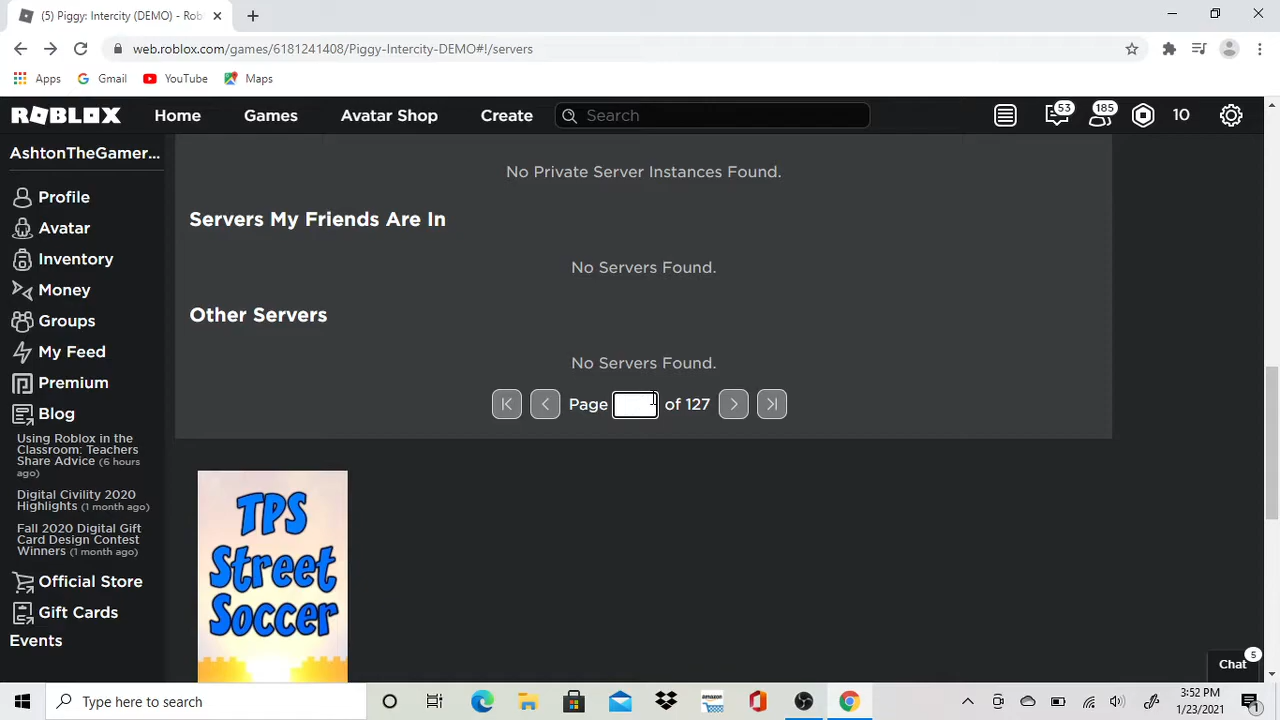 (5) Piggy: Intercity (DEMO) - Rob
web.roblox.com/games/6181241408/Piggy-Intercity-DEMO#!/servers
Apps Gmail YouTube Maps
ROBLOX Home Games Avatar Shop Create Search 53 185 10
AshtonTheGamer...
Profile
Avatar
Inventory
Money
Groups
My Feed
Premium
Blog
Using Roblox in the
Classroom: Teachers
Share Advice (6 hours
ago)
Digital Civility 2020
Highlights (1 month ago)
Fall 2020 Digital Gift
Card Design Contest
Winners (1 month ago)
Official Store
Gift Cards
Events
No Private Server Instances Found.
Servers My Friends Are In
No Servers Found.
Other Servers
No Servers Found.
Page of 127
TPS
Street
Soccer
Chat 5
Type here to search
amazon
3:52 PM
1/23/2021
1